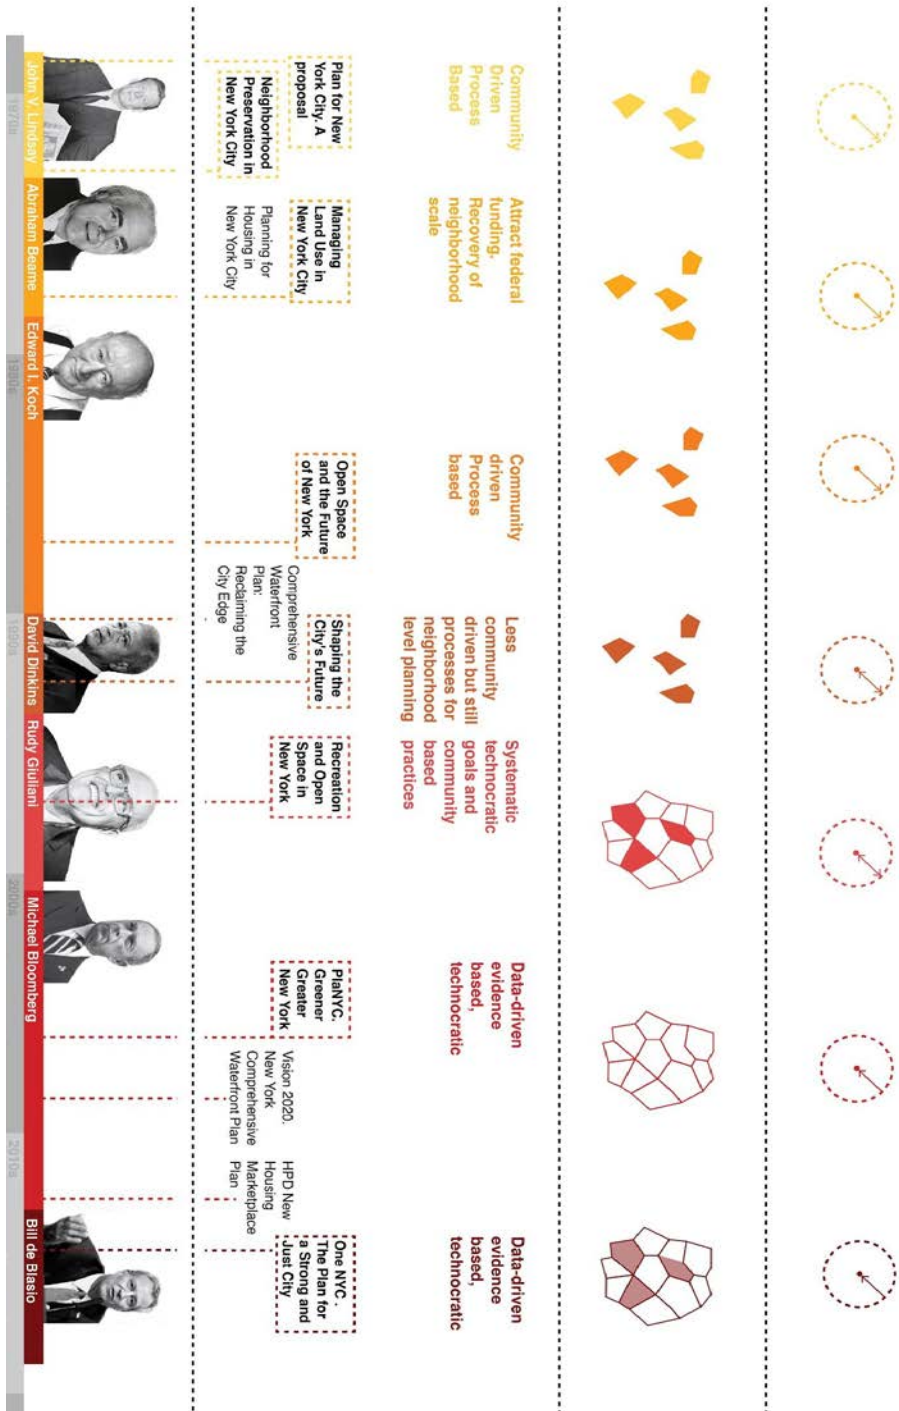 Community
Driven
Process
Based
Attract federal
funding.
Recovery of
neighborhood
scale
Community
driven
Process
based
Less
community
driven but still
processes for
neighborhood
level planning
Systematic
technocratic
goals and
community
based
practices
Data-driven
evidence
based,
technocratic
Data-driven
evidence
based,
technocratic
Plan for New
York City. A
proposal
Neighborhood
Preservation in
New York City
Managing
Land Use in
New York City
Planning for
Housing in
New York City
Open Space
and the Future
of New York
Comprehensive
Waterfront
Plan:
Reclaiming the
City Edge
Shaping the
City's Future
Recreation
and Open
Space in
New York
PlaNYC.
Greener
Greater
New York
Vision 2020.
New York
Comprehensive
Waterfront Plan
HPD New
Housing
Marketplace
Plan
One NYC .
The Plan for
a Strong and
Just City
John V. Lindsay
Abraham Beame
Edward I. Koch
David Dinkins
Rudy Giuliani
Michael Bloomberg
Bill de Blasio
1970s
1980s
1990s
2000s
2010s